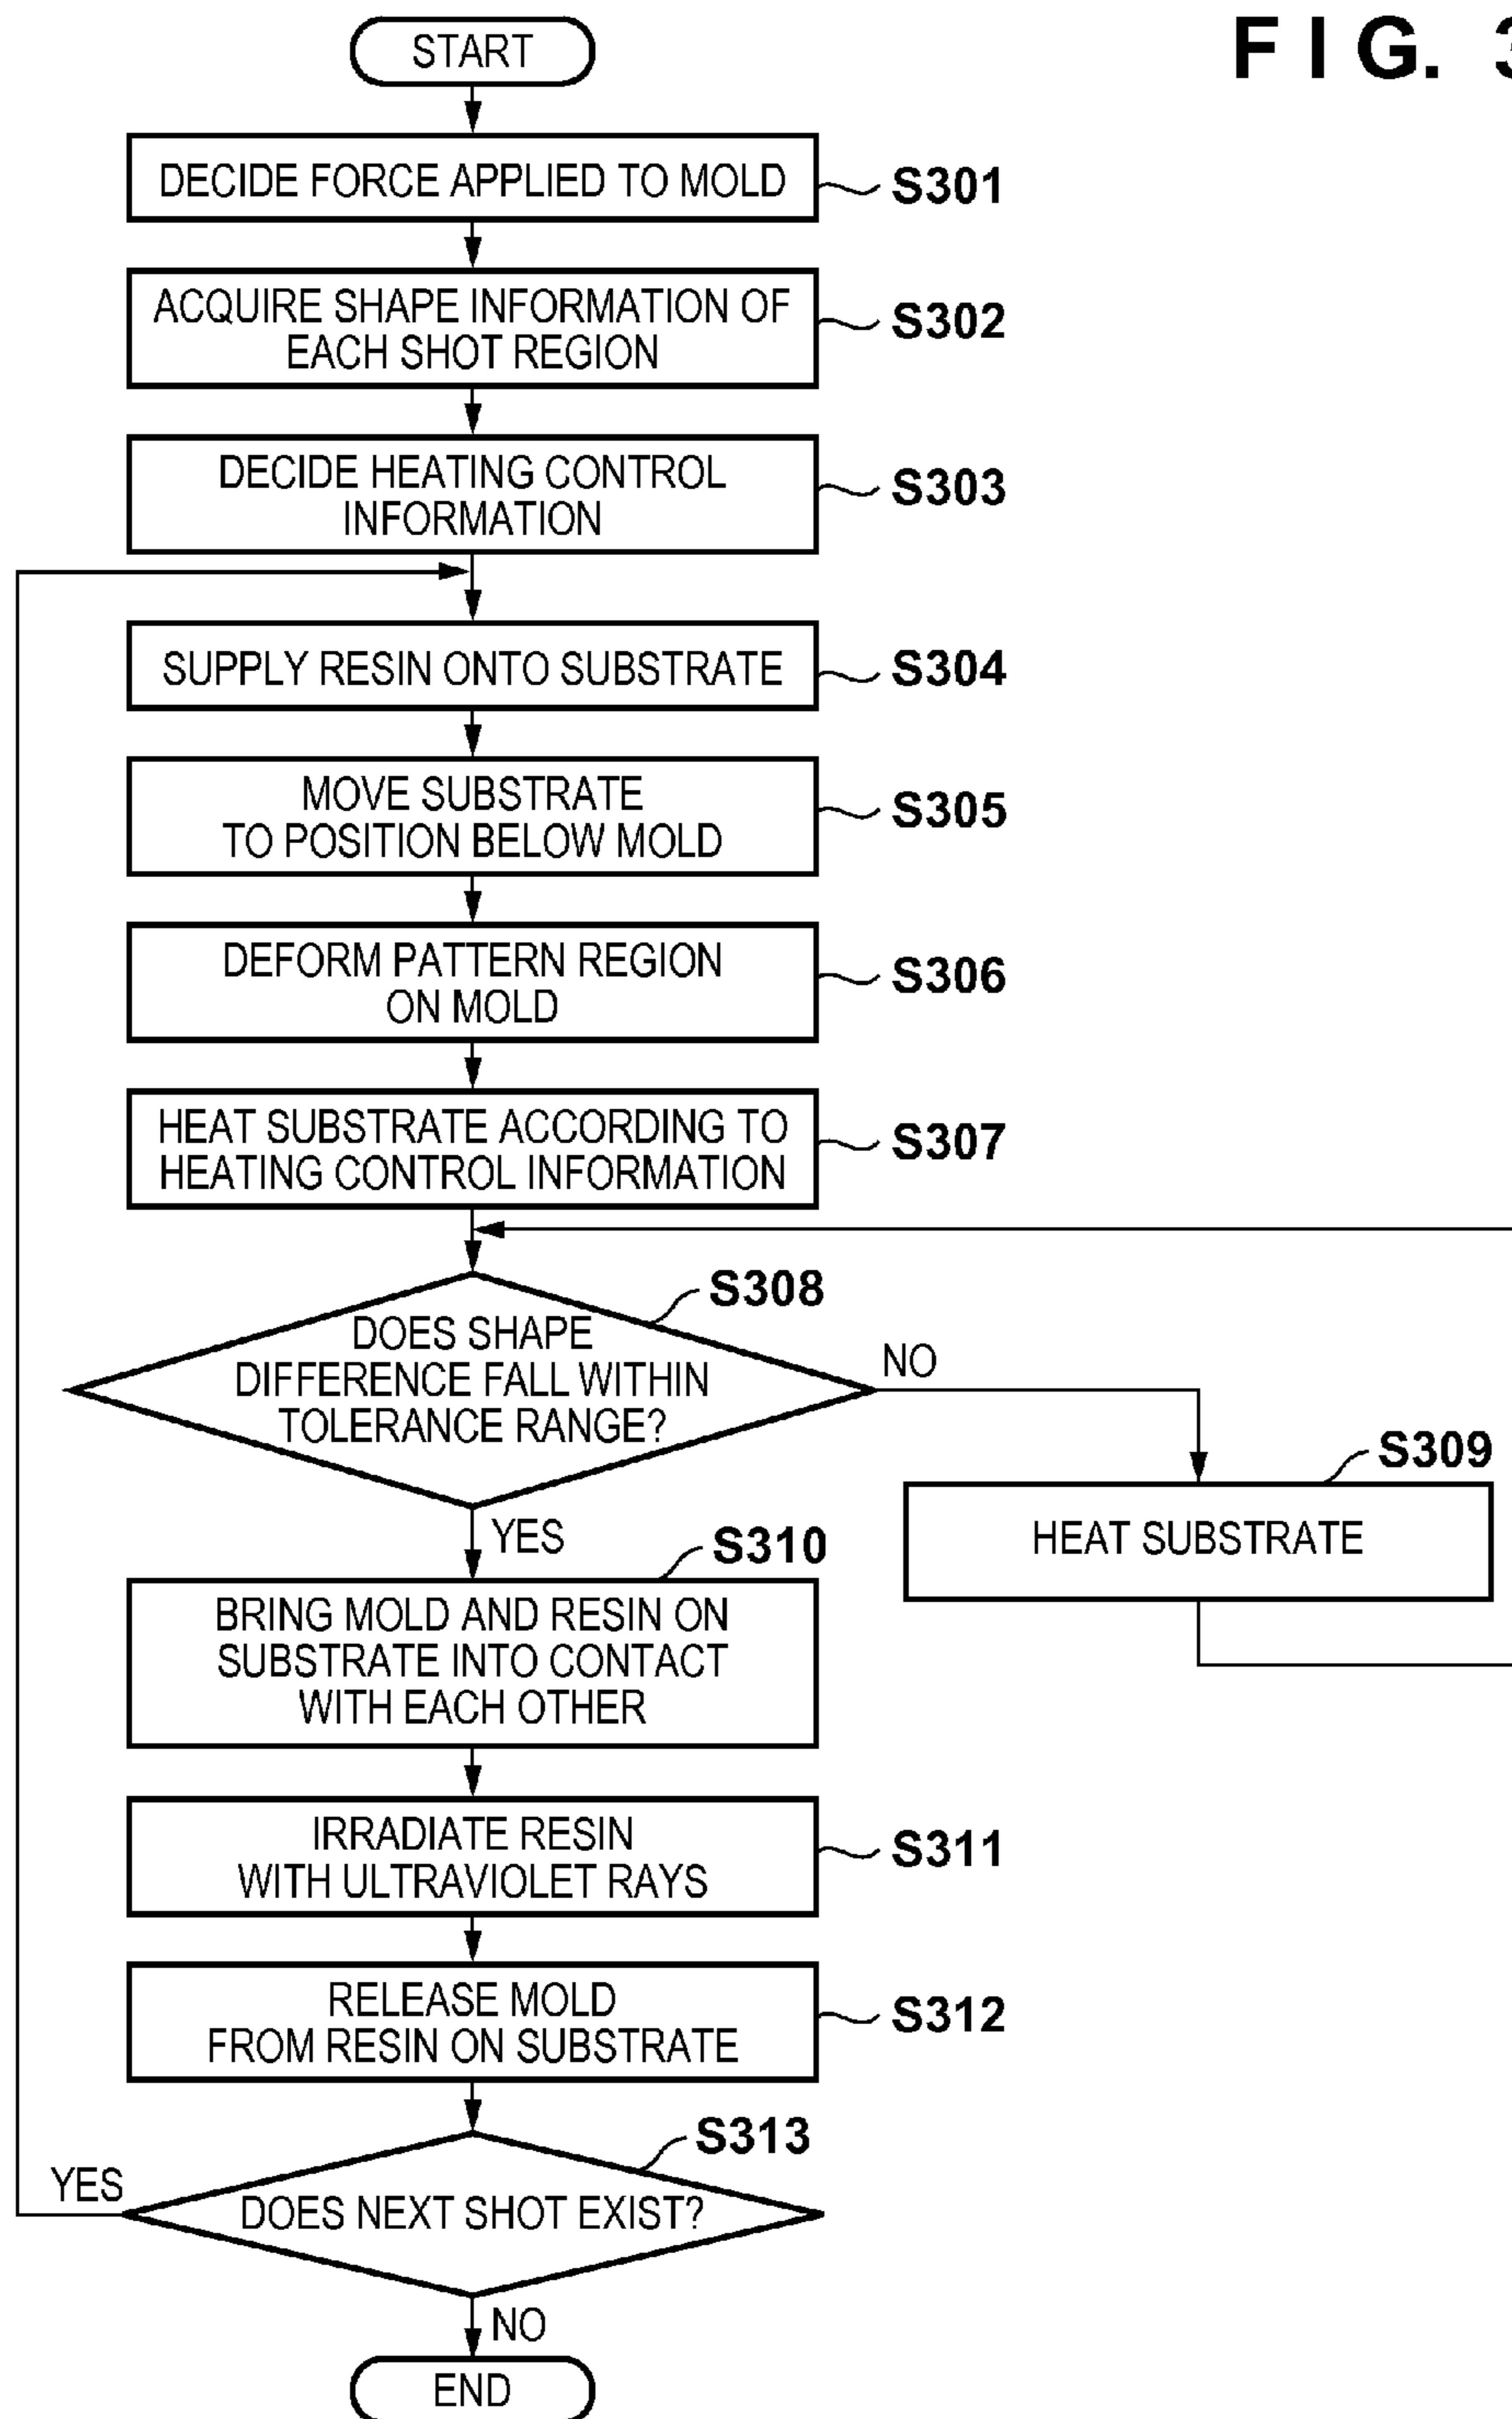 FIG. 3
START
DECIDE FORCE APPLIED TO MOLD
S301
ACQUIRE SHAPE INFORMATION OF
EACH SHOT REGION
S302
DECIDE HEATING CONTROL
INFORMATION
S303
SUPPLY RESIN ONTO SUBSTRATE
S304
MOVE SUBSTRATE
TO POSITION BELOW MOLD
S305
DEFORM PATTERN REGION
ON MOLD
S306
HEAT SUBSTRATE ACCORDING TO
HEATING CONTROL INFORMATION
S307
S308
DOES SHAPE
DIFFERENCE FALL WITHIN
TOLERANCE RANGE?
NO
S309
HEAT SUBSTRATE
YES
S310
BRING MOLD AND RESIN ON
SUBSTRATE INTO CONTACT
WITH EACH OTHER
IRRADIATE RESIN
WITH ULTRAVIOLET RAYS
S311
RELEASE MOLD
FROM RESIN ON SUBSTRATE
S312
S313
YES
DOES NEXT SHOT EXIST?
NO
END